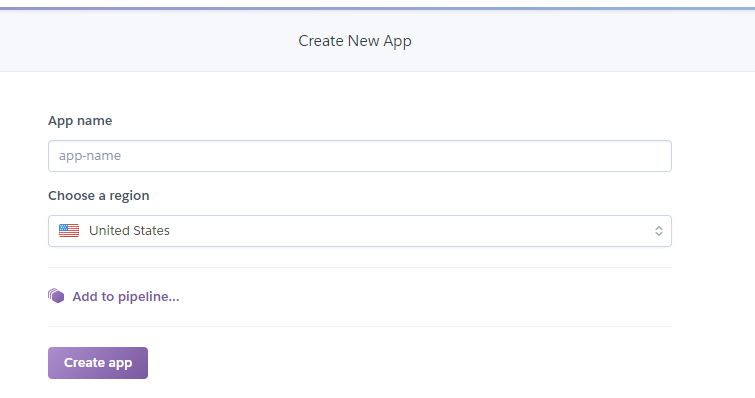 Create New App
App name
app-name
Choose a region
United States
Add to pipeline...
Create app